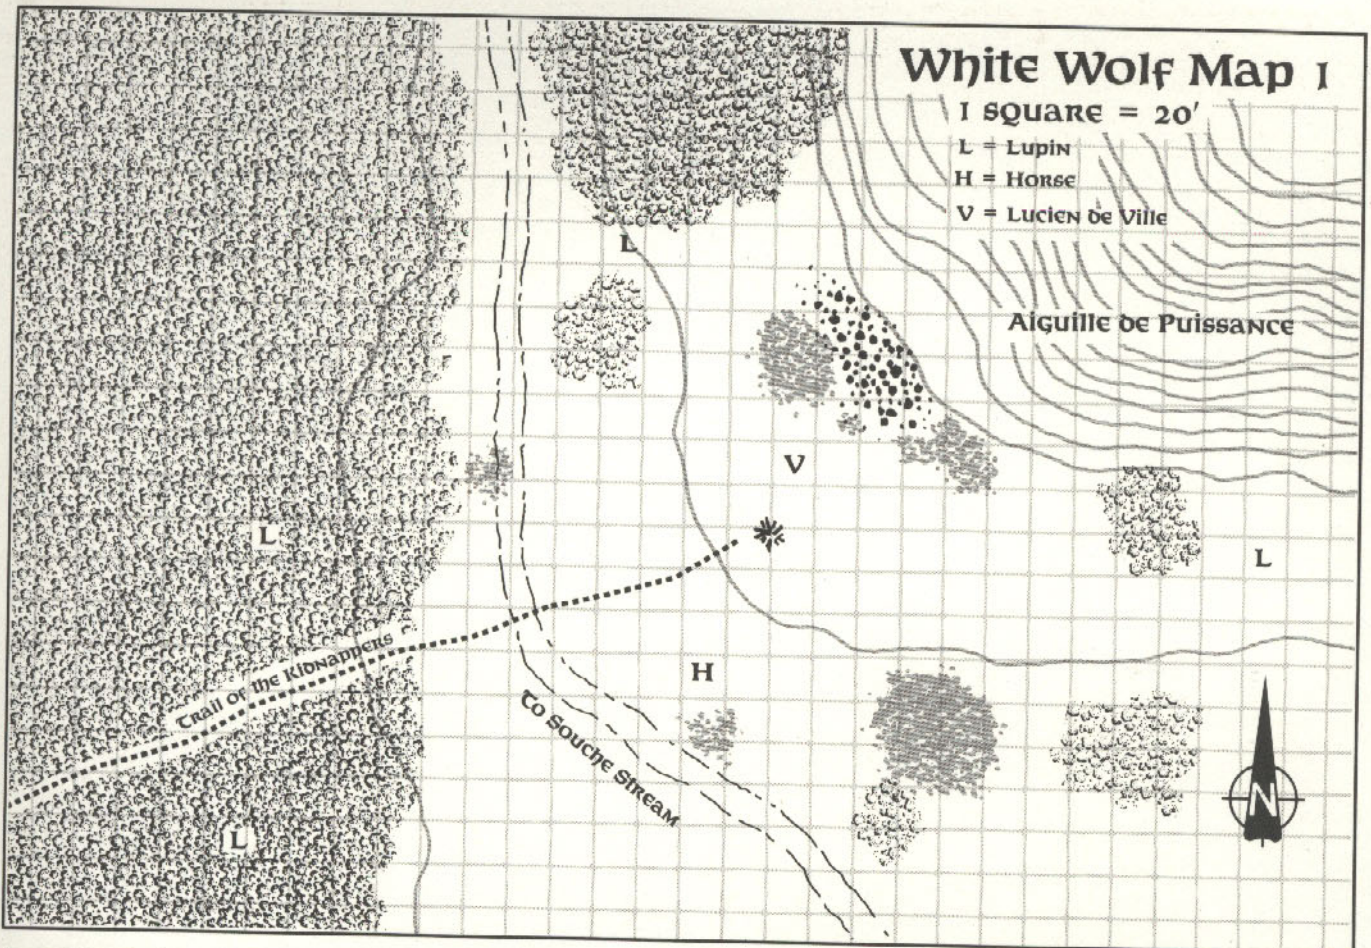 White Wolf Map I
I SQUARE = 20'
L = Lupin
H = Horse
V = Lucien de Ville
L
Aiguille de Puissance
V
L
L
Trail of the Kidnappers
H
To Souche Stream
L
N